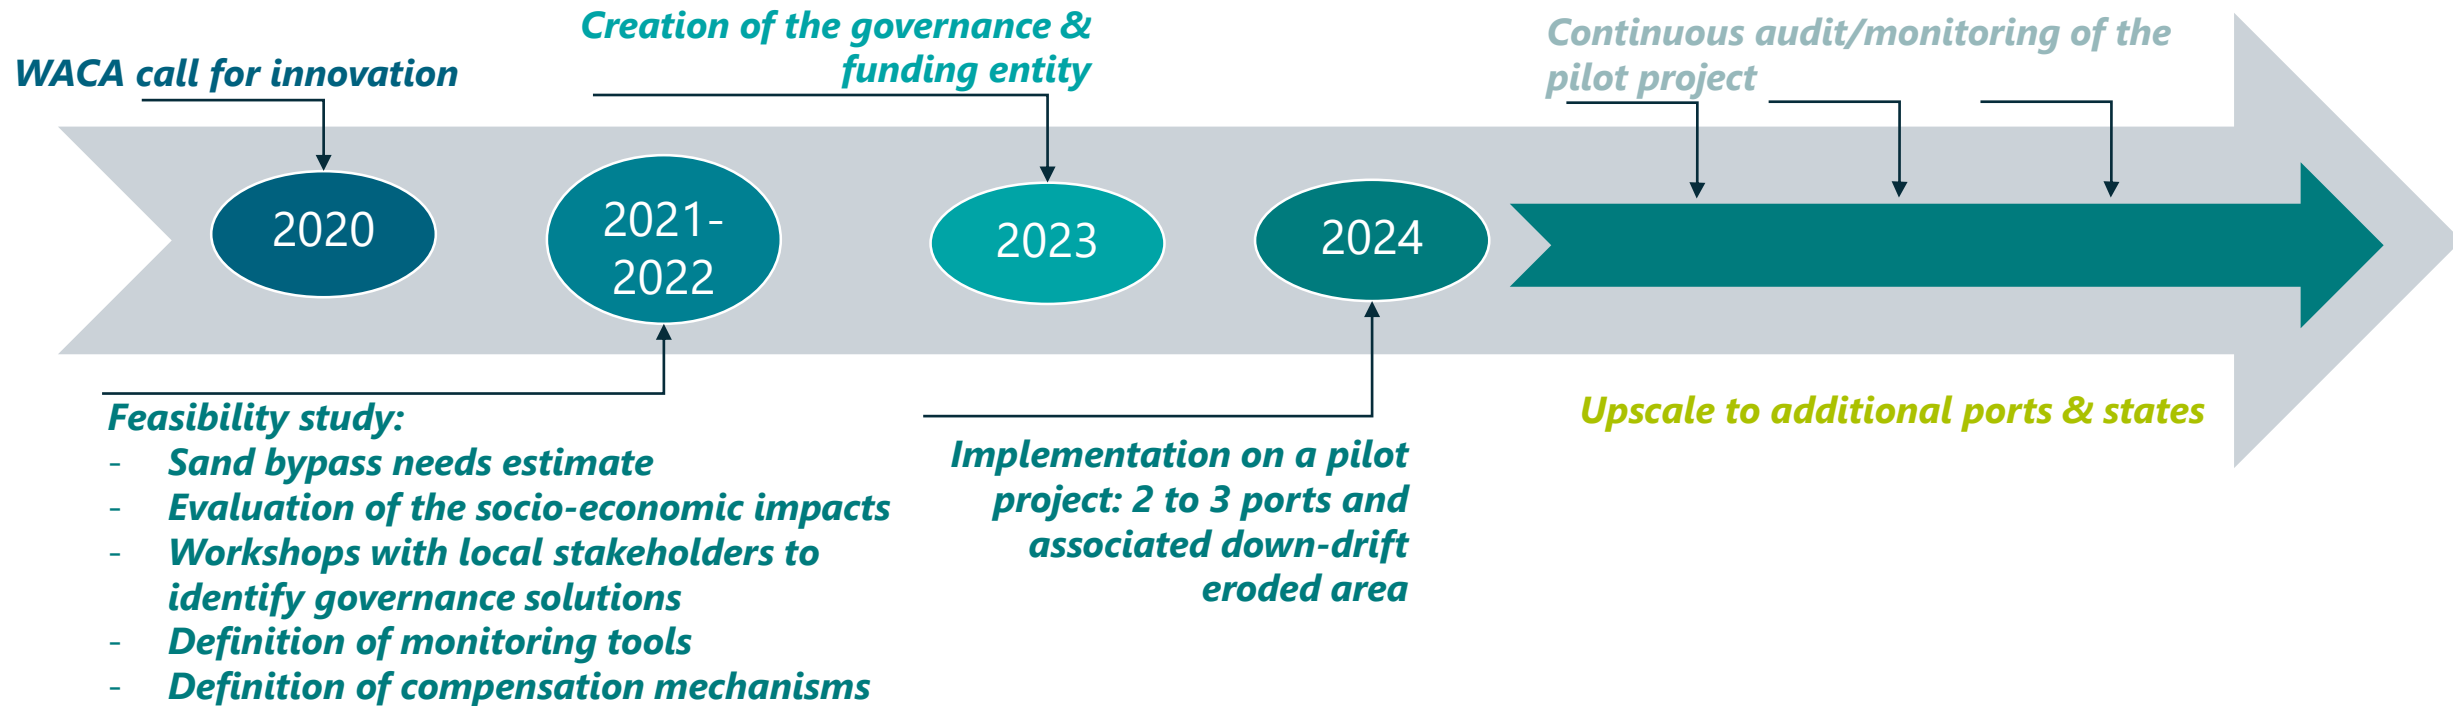 WACA call for innovation
Creation of the governance &
funding entity
Continuous audit/monitoring of the
pilot project
2020
2021-
2022
2023
2024
Feasibility study:
- Sand bypass needs estimate
- Evaluation of the socio-economic impacts
- Workshops with local stakeholders to
identify governance solutions
- Definition of monitoring tools
- Definition of compensation mechanisms
Implementation on a pilot
project: 2 to 3 ports and
associated down-drift
eroded area
Upscale to additional ports & states